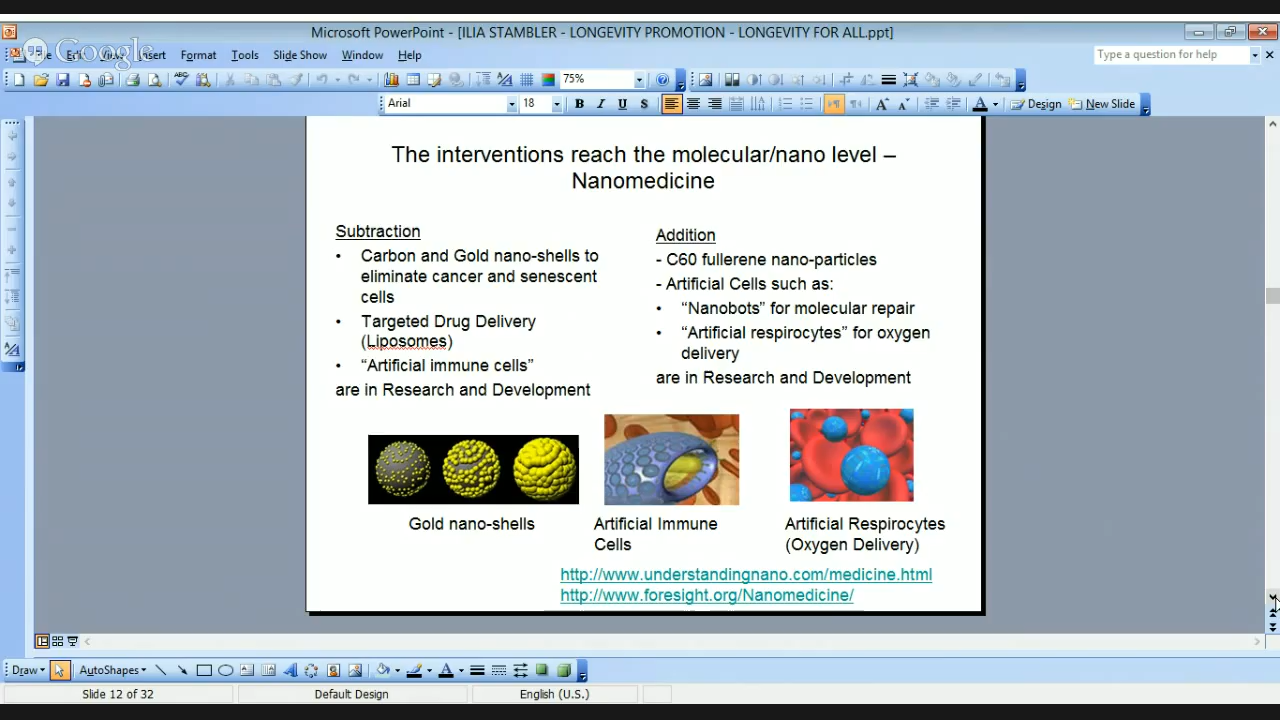 Microsoft PowerPoint - [ILIA STAMBLER - LONGEVITY PROMOTION - LONGEVITY FOR ALL.ppt]
Google
Format Tools Slide Show Window Help
Type a question for help
75%
Arial 18 B I U S Design New Slide
The interventions reach the molecular/nano level –
Nanomedicine
Subtraction
• Carbon and Gold nano-shells to
eliminate cancer and senescent
cells
• Targeted Drug Delivery
(Liposomes)
• “Artificial immune cells”
are in Research and Development
Addition
- C60 fullerene nano-particles
- Artificial Cells such as:
• “Nanobots” for molecular repair
• “Artificial respirocytes” for oxygen
delivery
are in Research and Development
Gold nano-shells
Artificial Immune
Cells
Artificial Respirocytes
(Oxygen Delivery)
http://www.understandingnano.com/medicine.html
http://www.foresight.org/Nanomedicine/
Draw AutoShapes
Slide 12 of 32 Default Design English (U.S.)